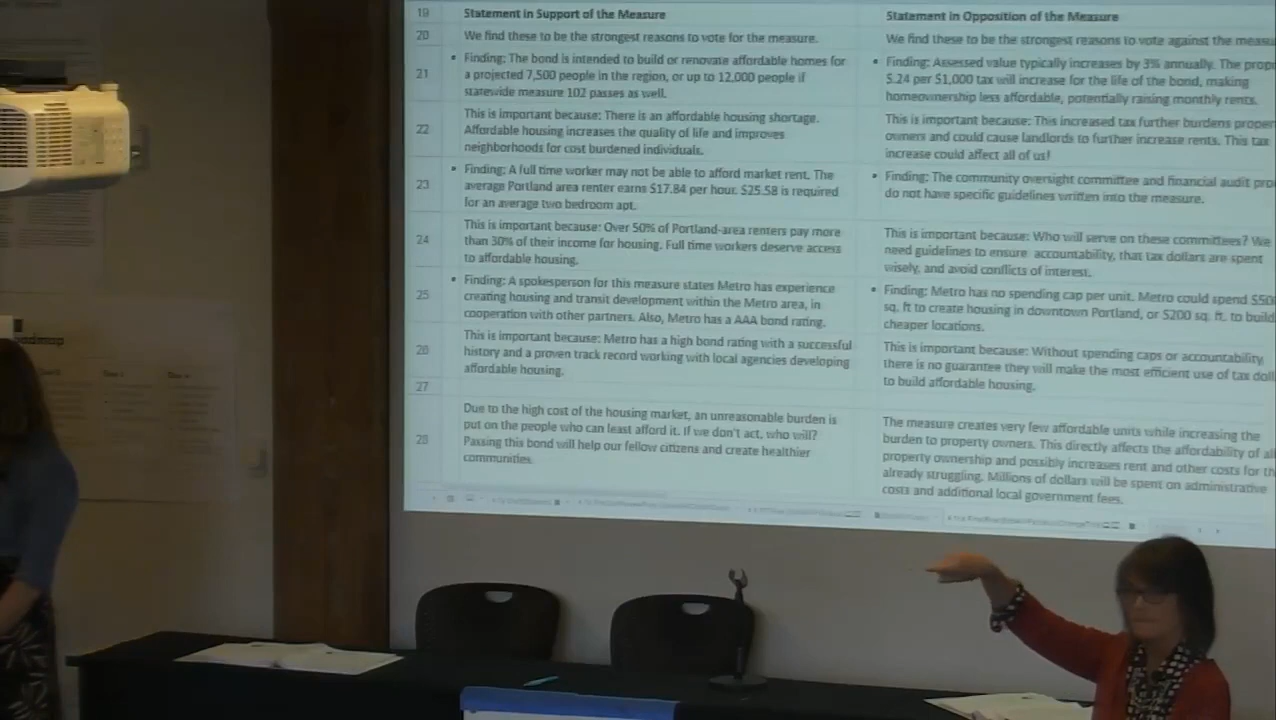 19
Statement in Support of the Measure
20
We find these to be the strongest reasons to vote for the measure.
21
• Finding: The bond is intended to build or renovate affordable homes for
a projected 7,500 people in the region, or up to 12,000 people if
statewide measure 102 passes as well.
22
This is important because: There is an affordable housing shortage.
Affordable housing increases the quality of life and improves
neighborhoods for cost burdened individuals.
23
• Finding: A full time worker may not be able to afford market rent. The
average Portland area renter earns $17.84 per hour. $25.58 is required
for an average two bedroom apt.
24
This is important because: Over 50% of Portland-area renters pay more
than 30% of their income for housing. Full time workers deserve access
to affordable housing.
25
• Finding: A spokesperson for this measure states Metro has experience
creating housing and transit development within the Metro area, in
cooperation with other partners. Also, Metro has a AAA bond rating.
26
This is important because: Metro has a high bond rating with a successful
history and a proven track record working with local agencies developing
affordable housing.
27
28
Due to the high cost of the housing market, an unreasonable burden is
put on the people who can least afford it. If we don't act, who will?
Passing this bond will help our fellow citizens and create healthier
communities.
Statement in Opposition of the Measure
We find these to be the strongest reasons to vote against the measu
• Finding: Assessed value typically increases by 3% annually. The prop
$.24 per $1,000 tax will increase for the life of the bond, making
homeownership less affordable, potentially raising monthly rents.
This is important because: This increased tax further burdens proper
owners and could cause landlords to further increase rents. This tax
increase could affect all of us!
• Finding: The community oversight committee and financial audit pro
do not have specific guidelines written into the measure.
This is important because: Who will serve on these committees? We
need guidelines to ensure accountability, that tax dollars are spent
wisely, and avoid conflicts of interest.
• Finding: Metro has no spending cap per unit. Metro could spend $50
sq. ft to create housing in downtown Portland, or $200 sq. ft. to build
cheaper locations.
This is important because: Without spending caps or accountability,
there is no guarantee they will make the most efficient use of tax doll
to build affordable housing.
The measure creates very few affordable units while increasing the
burden to property owners. This directly affects the affordability of al
property ownership and possibly increases rent and other costs for th
already struggling. Millions of dollars will be spent on administrative
costs and additional local government fees.
admap